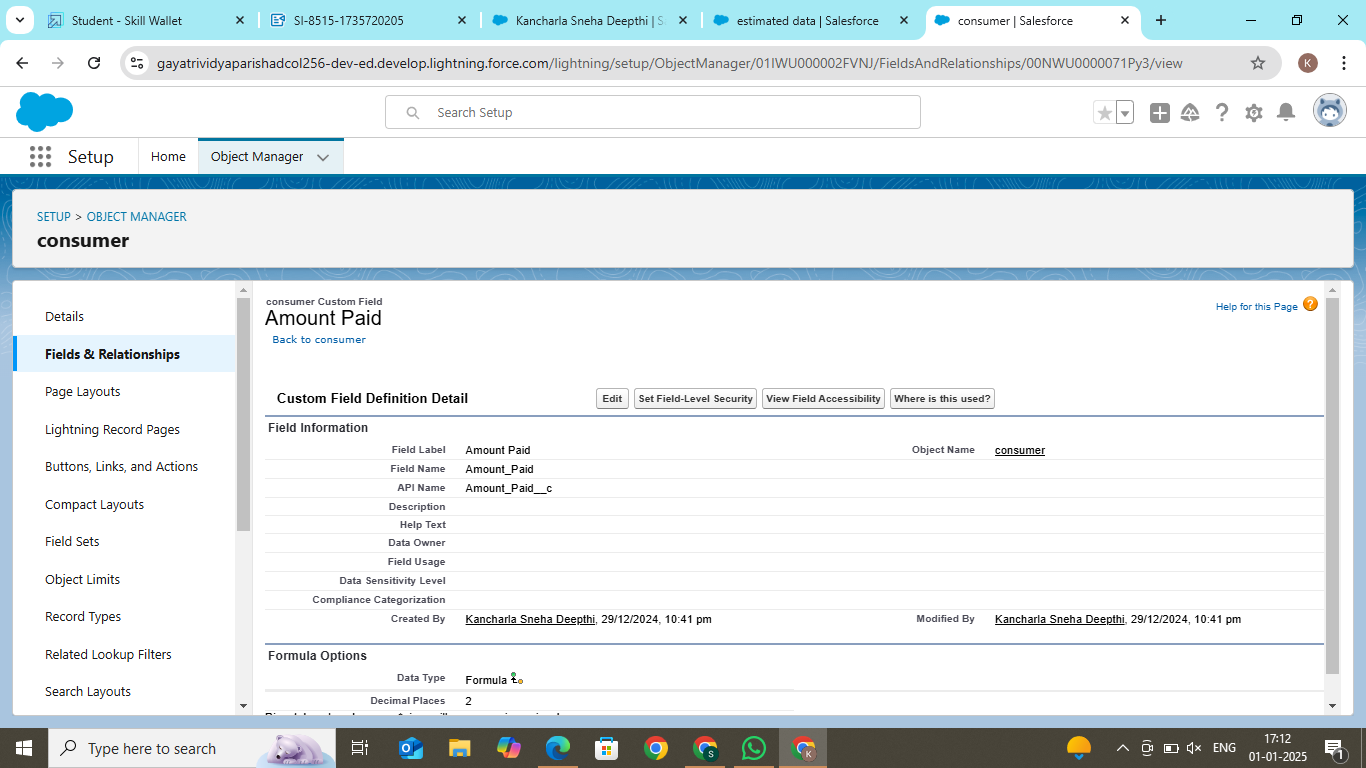 Student - Skill Wallet
SI-8515-1735720205
Kancharla Sneha Deepthi | S
estimated data | Salesforce
consumer | Salesforce
gayatrividyaparishadcol256-dev-ed.develop.lightning.force.com/lightning/setup/ObjectManager/01IWU000002FVNJ/FieldsAndRelationships/00NWU0000071Py3/view
K
Search Setup
Setup
Home
Object Manager
SETUP > OBJECT MANAGER
consumer
Details
Fields & Relationships
Page Layouts
Lightning Record Pages
Buttons, Links, and Actions
Compact Layouts
Field Sets
Object Limits
Record Types
Related Lookup Filters
Search Layouts
consumer Custom Field
Amount Paid
Back to consumer
Help for this Page ?
Custom Field Definition Detail
Edit
Set Field-Level Security
View Field Accessibility
Where is this used?
Field Information
Field Label Amount Paid
Object Name consumer
Field Name Amount_Paid
API Name Amount_Paid__c
Description
Help Text
Data Owner
Field Usage
Data Sensitivity Level
Compliance Categorization
Created By Kancharla Sneha Deepthi, 29/12/2024, 10:41 pm
Modified By Kancharla Sneha Deepthi, 29/12/2024, 10:41 pm
Formula Options
Data Type Formula
Decimal Places 2
Type here to search
S
K
ENG
17:12
01-01-2025
1